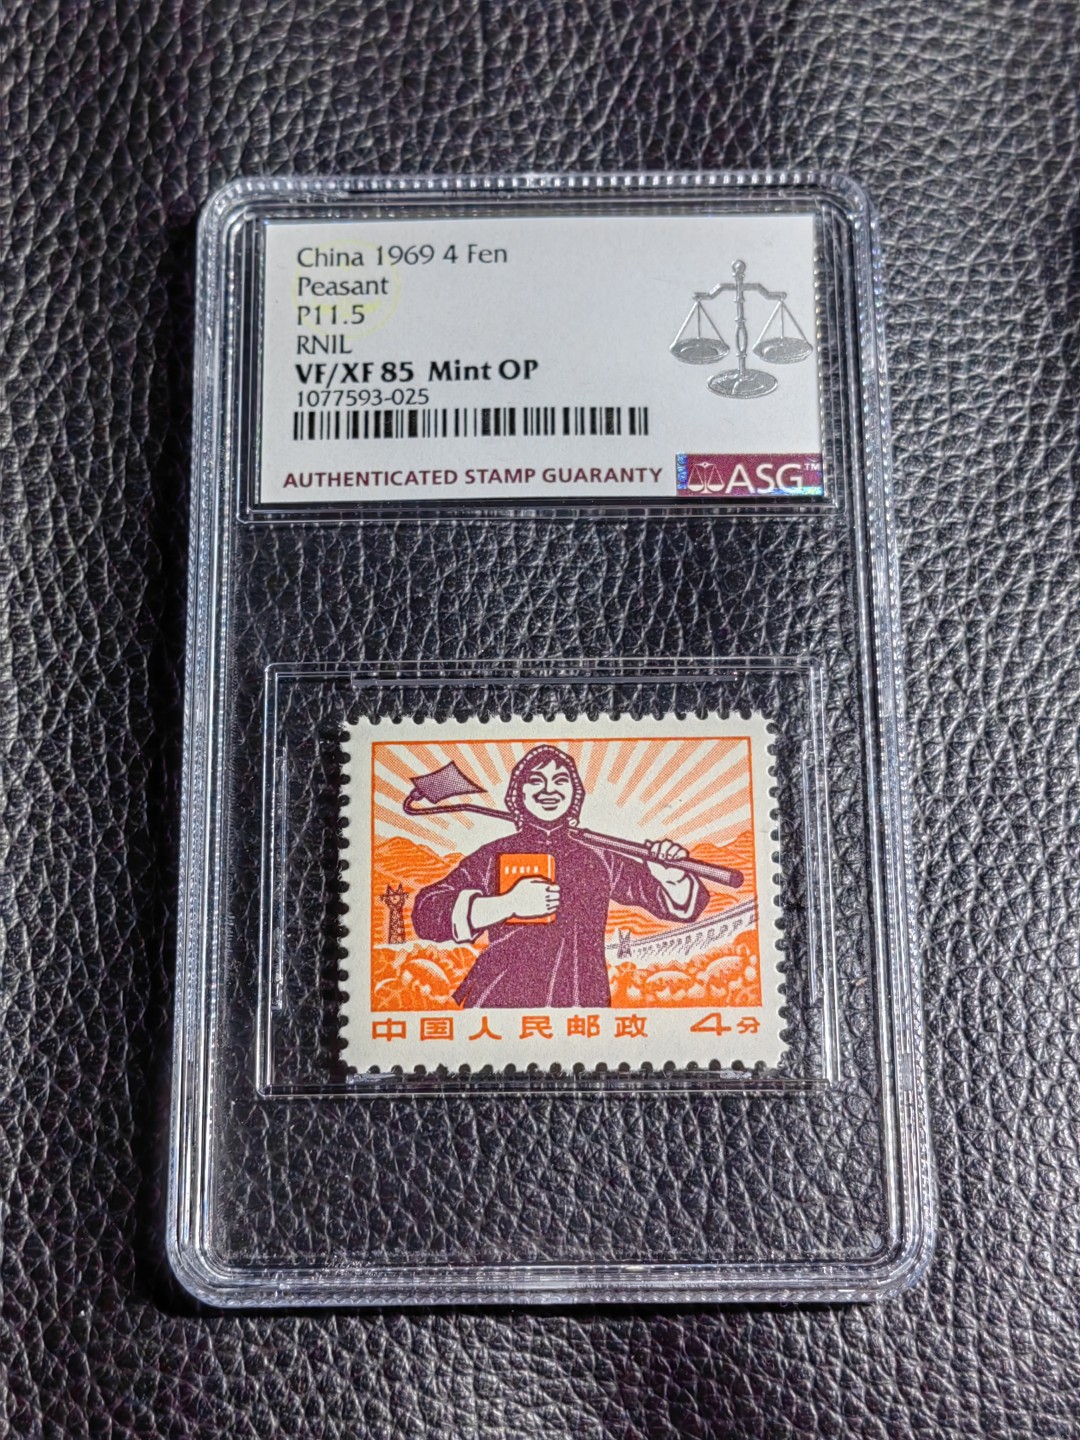 China 1969 4 Fen
Peasant
P11.5
RNIL
VF/XF 85 Mint OP
1077593-025
AUTHENTICATED STAMP GUARANTY
ASG™
中国人民邮政 4分